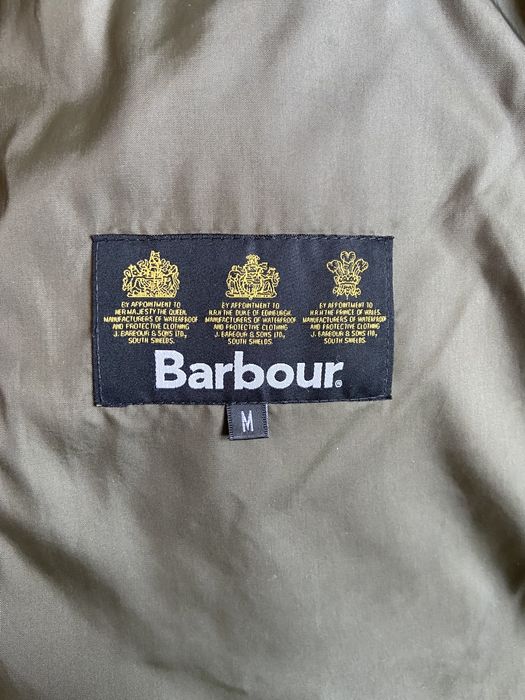 BY APPOINTMENT TO
HER MAJESTY THE QUEEN,
MANUFACTURERS OF WATERPROOF
AND PROTECTIVE CLOTHING
J. BARBOUR & SONS LTD.,
SOUTH SHIELDS.
BY APPOINTMENT TO
H.R.H. THE DUKE OF EDINBURGH,
MANUFACTURERS OF WATERPROOF
AND PROTECTIVE CLOTHING
J. BARBOUR & SONS LTD.,
SOUTH SHIELDS.
BY APPOINTMENT TO
H.R.H. THE PRINCE OF WALES,
MANUFACTURERS OF WATERPROOF
AND PROTECTIVE CLOTHING
J. BARBOUR & SONS LTD.,
SOUTH SHIELDS.
Barbour®
M